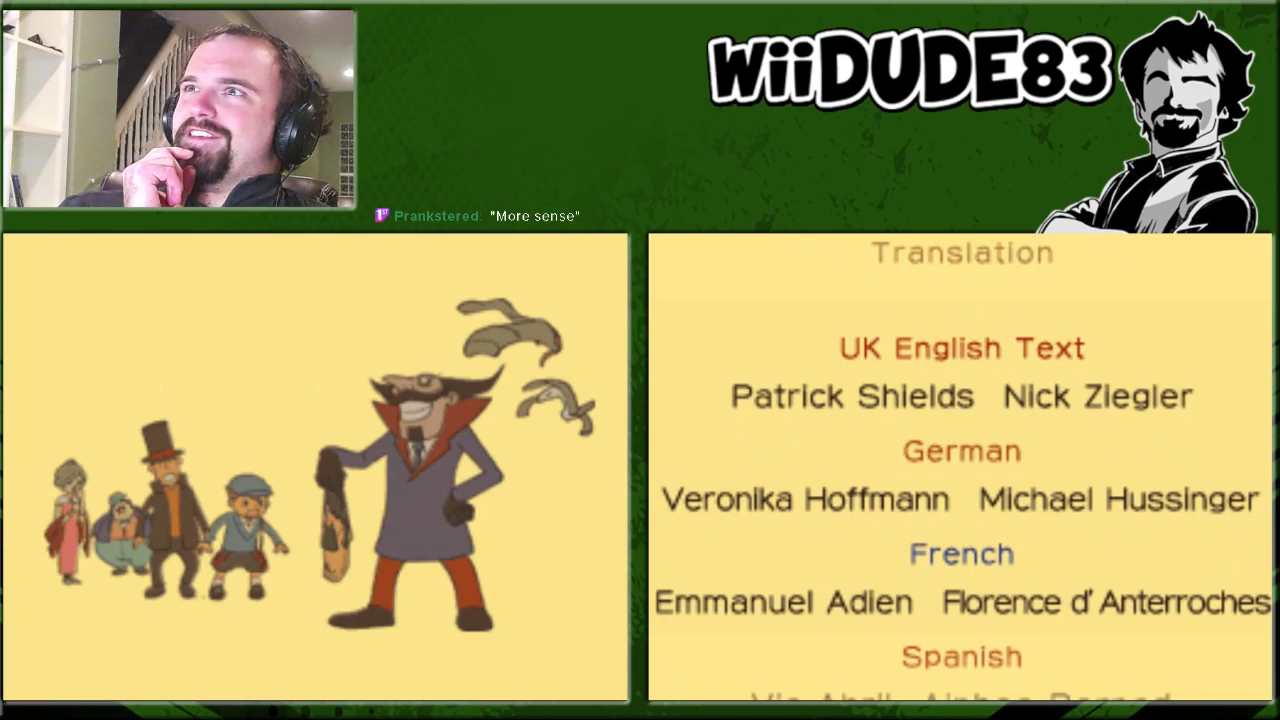 WiiDUDE83
1ST Prankstered: "More sense"
Translation
UK English Text
Patrick Shields Nick Ziegler
German
Veronika Hoffmann Michael Hussinger
French
Emmanuel Adien Florence d'Anterroches
Spanish